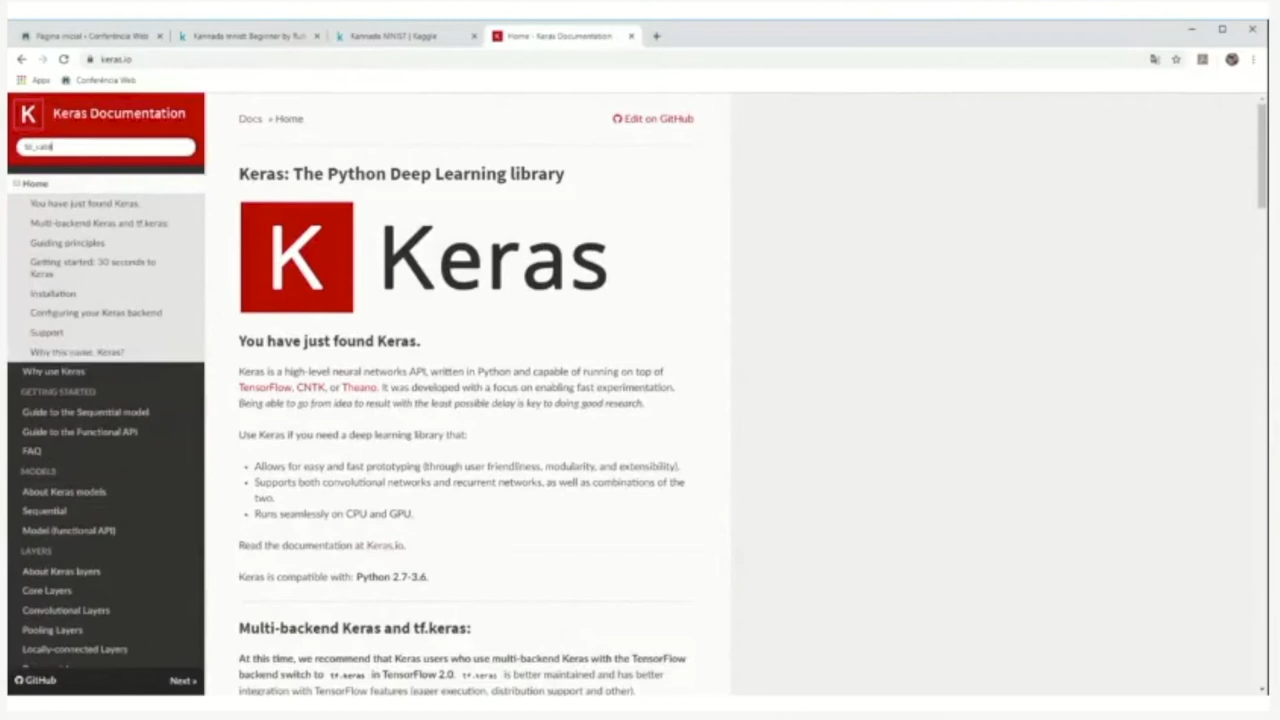 Página inicial - Conferência Web
Kannada mnist: Beginner by
Kannada MNIST | Kaggle
Home - Keras Documentation
keras.io
Apps
Conferência Web
K
Keras Documentation
Docs » Home
Edit on GitHub
Home
You have just found Keras.
Multi-backend Keras and tf.keras:
Guiding principles
Getting started: 30 seconds to
Keras
Installation
Configuring your Keras backend
Support
Why this name, Keras?
Why use Keras
GETTING STARTED
Guide to the Sequential model
Guide to the Functional API
FAQ
MODELS
About Keras models
Sequential
Model (functional API)
LAYERS
About Keras layers
Core Layers
Convolutional Layers
Pooling Layers
Locally-connected Layers
GitHub
Next »
Keras: The Python Deep Learning library
K Keras
You have just found Keras.
Keras is a high-level neural networks API, written in Python and capable of running on top of
TensorFlow, CNTK, or Theano. It was developed with a focus on enabling fast experimentation.
Being able to go from idea to result with the least possible delay is key to doing good research.
Use Keras if you need a deep learning library that:
• Allows for easy and fast prototyping (through user friendliness, modularity, and extensibility).
• Supports both convolutional networks and recurrent networks, as well as combinations of the
two.
• Runs seamlessly on CPU and GPU.
Read the documentation at Keras.io.
Keras is compatible with: Python 2.7-3.6.
Multi-backend Keras and tf.keras:
At this time, we recommend that Keras users who use multi-backend Keras with the TensorFlow
backend switch to tf.keras in TensorFlow 2.0. tf.keras is better maintained and has better
integration with TensorFlow features (eager execution, distribution support and other).